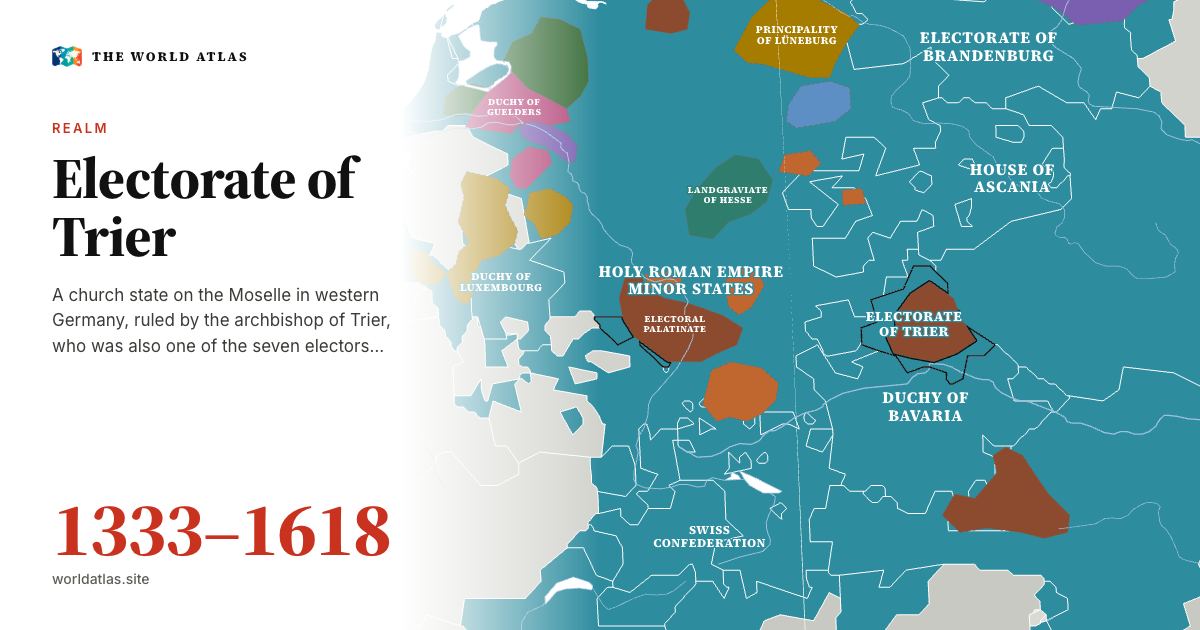 THE WORLD ATLAS
REALM
Electorate of
Trier
A church state on the Moselle in western
Germany, ruled by the archbishop of Trier,
who was also one of the seven electors...
1333–1618
worldatlas.site
PRINCIPALITY
OF LÜNEBURG
ELECTORATE OF
BRANDENBURG
DUCHY OF
GUELDERS
HOUSE OF
ASCANIA
LANDGRAVIATE
OF HESSE
DUCHY OF
LUXEMBOURG
HOLY ROMAN EMPIRE
MINOR STATES
ELECTORAL
PALATINATE
ELECTORATE
OF TRIER
DUCHY OF
BAVARIA
SWISS
CONFEDERATION